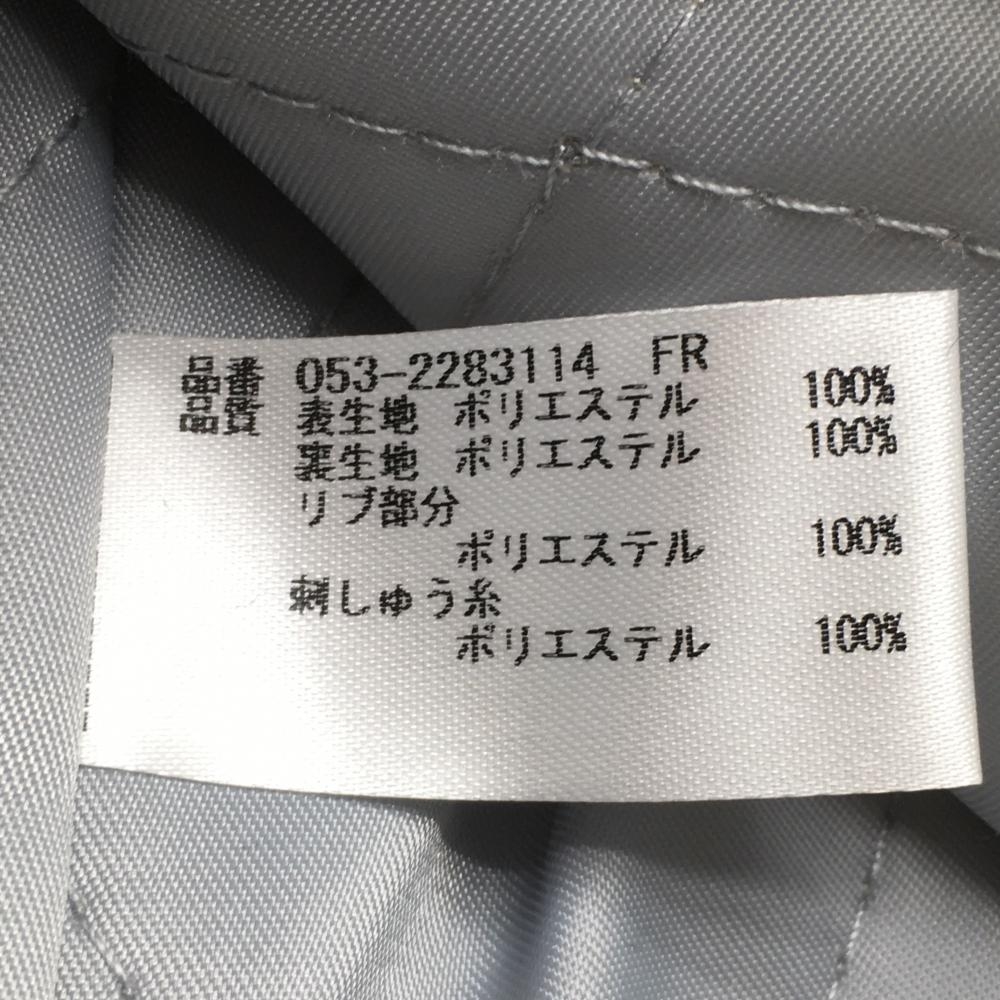 品番 053-2283114 FR
品質 表生地 ポリエステル 100%
裏生地 ポリエステル 100%
リブ部分
ポリエステル 100%
刺しゅう糸
ポリエステル 100%